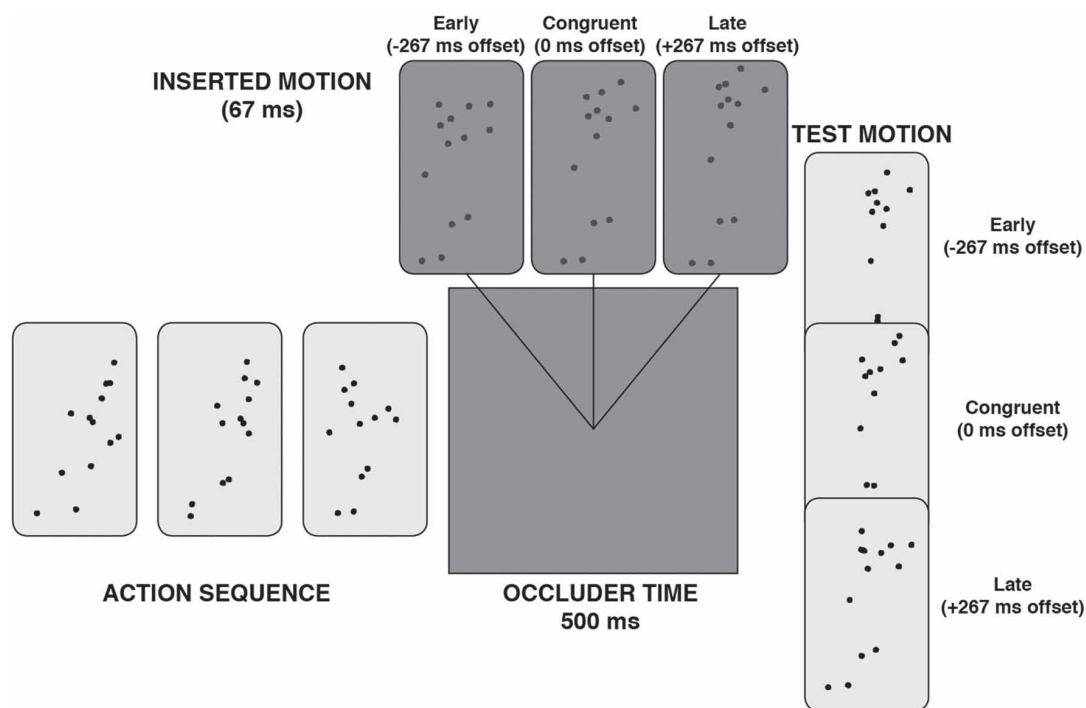 Early
(-267 ms offset)
Congruent
(0 ms offset)
Late
(+267 ms offset)
INSERTED MOTION
(67 ms)
TEST MOTION
Early
(-267 ms offset)
Congruent
(0 ms offset)
Late
(+267 ms offset)
ACTION SEQUENCE
OCCLUDER TIME
500 ms